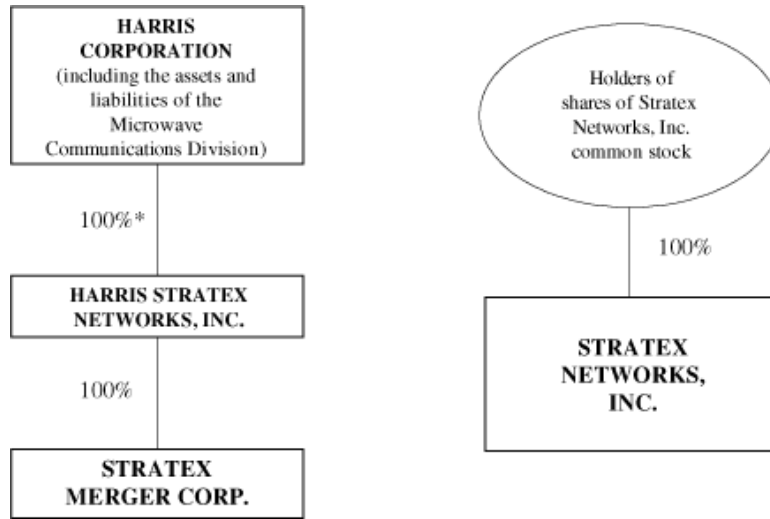 HARRIS
CORPORATION
(including the assets and
liabilities of the
Microwave
Communications Division)
100%*
HARRIS STRATEX
NETWORKS, INC.
100%
STRATEX
MERGER CORP.
Holders of
shares of Stratex
Networks, Inc.
common stock
100%
STRATEX
NETWORKS,
INC.